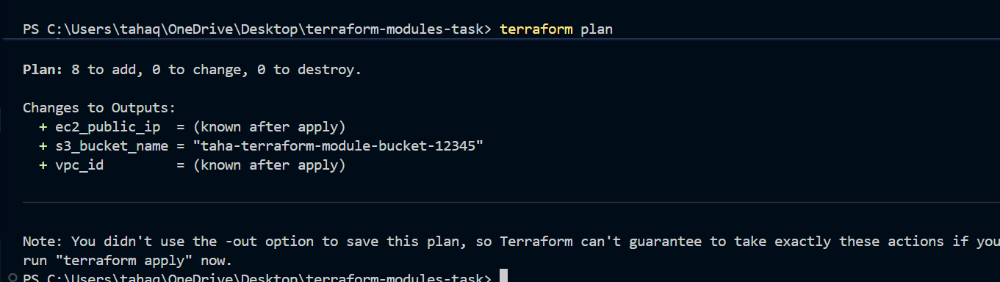 PS C:\Users\tahaq\OneDrive\Desktop\terraform-modules-task> terraform plan
Plan: 8 to add, 0 to change, 0 to destroy.
Changes to Outputs:
+ ec2_public_ip = (known after apply)
+ s3_bucket_name = "taha-terraform-module-bucket-12345"
+ vpc_id = (known after apply)
Note: You didn't use the -out option to save this plan, so Terraform can't guarantee to take exactly these actions if you
run "terraform apply" now.
PS C:\Users\tahaq\OneDrive\Desktop\terraform-modules-task>